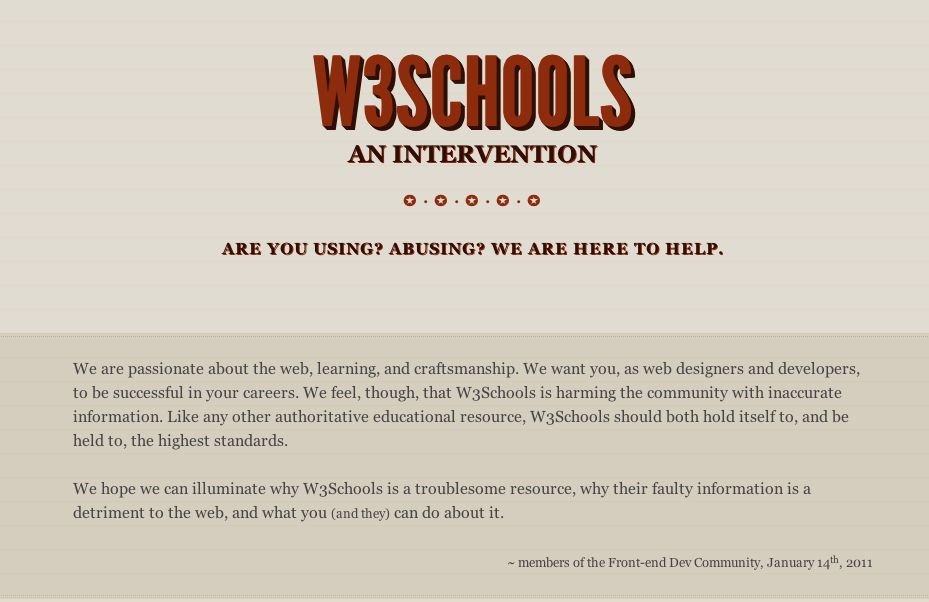 W3SCHOOLS
AN INTERVENTION
ARE YOU USING? ABUSING? WE ARE HERE TO HELP.
We are passionate about the web, learning, and craftsmanship. We want you, as web designers and developers,
to be successful in your careers. We feel, though, that W3Schools is harming the community with inaccurate
information. Like any other authoritative educational resource, W3Schools should both hold itself to, and be
held to, the highest standards.
We hope we can illuminate why W3Schools is a troublesome resource, why their faulty information is a
detriment to the web, and what you (and they) can do about it.
~ members of the Front-end Dev Community, January 14th, 2011